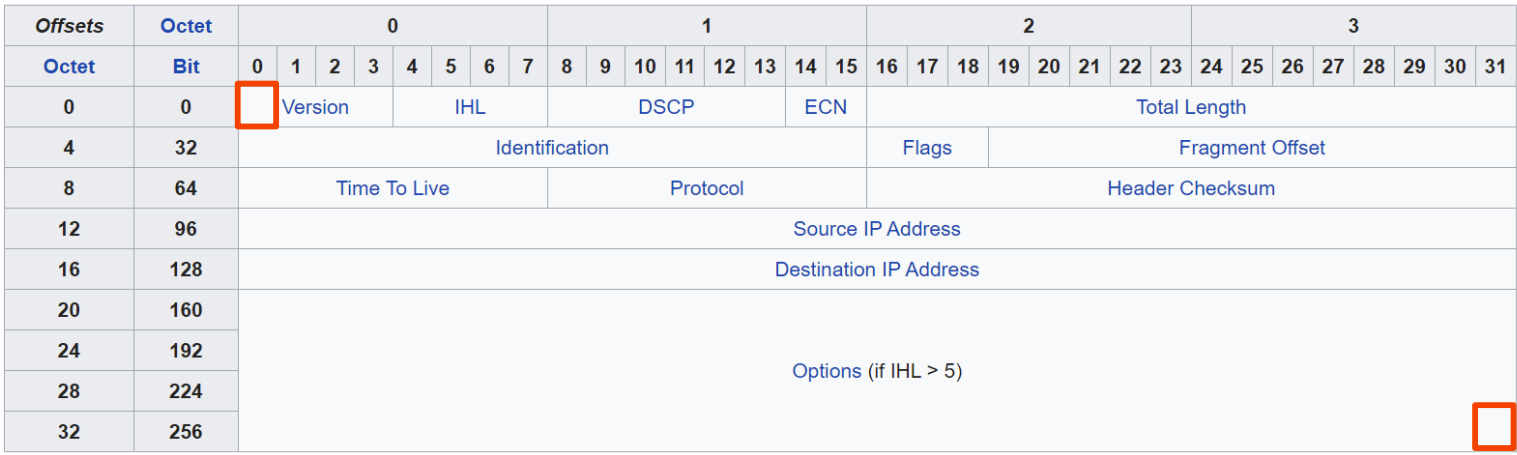 Offsets Octet 0 1 2 3
Octet Bit 0 1 2 3 4 5 6 7 8 9 10 11 12 13 14 15 16 17 18 19 20 21 22 23 24 25 26 27 28 29 30 31
0 0 Version IHL DSCP ECN Total Length
4 32 Identification Flags Fragment Offset
8 64 Time To Live Protocol Header Checksum
12 96 Source IP Address
16 128 Destination IP Address
20 160
24 192
Options (if IHL > 5)
28 224
32 256